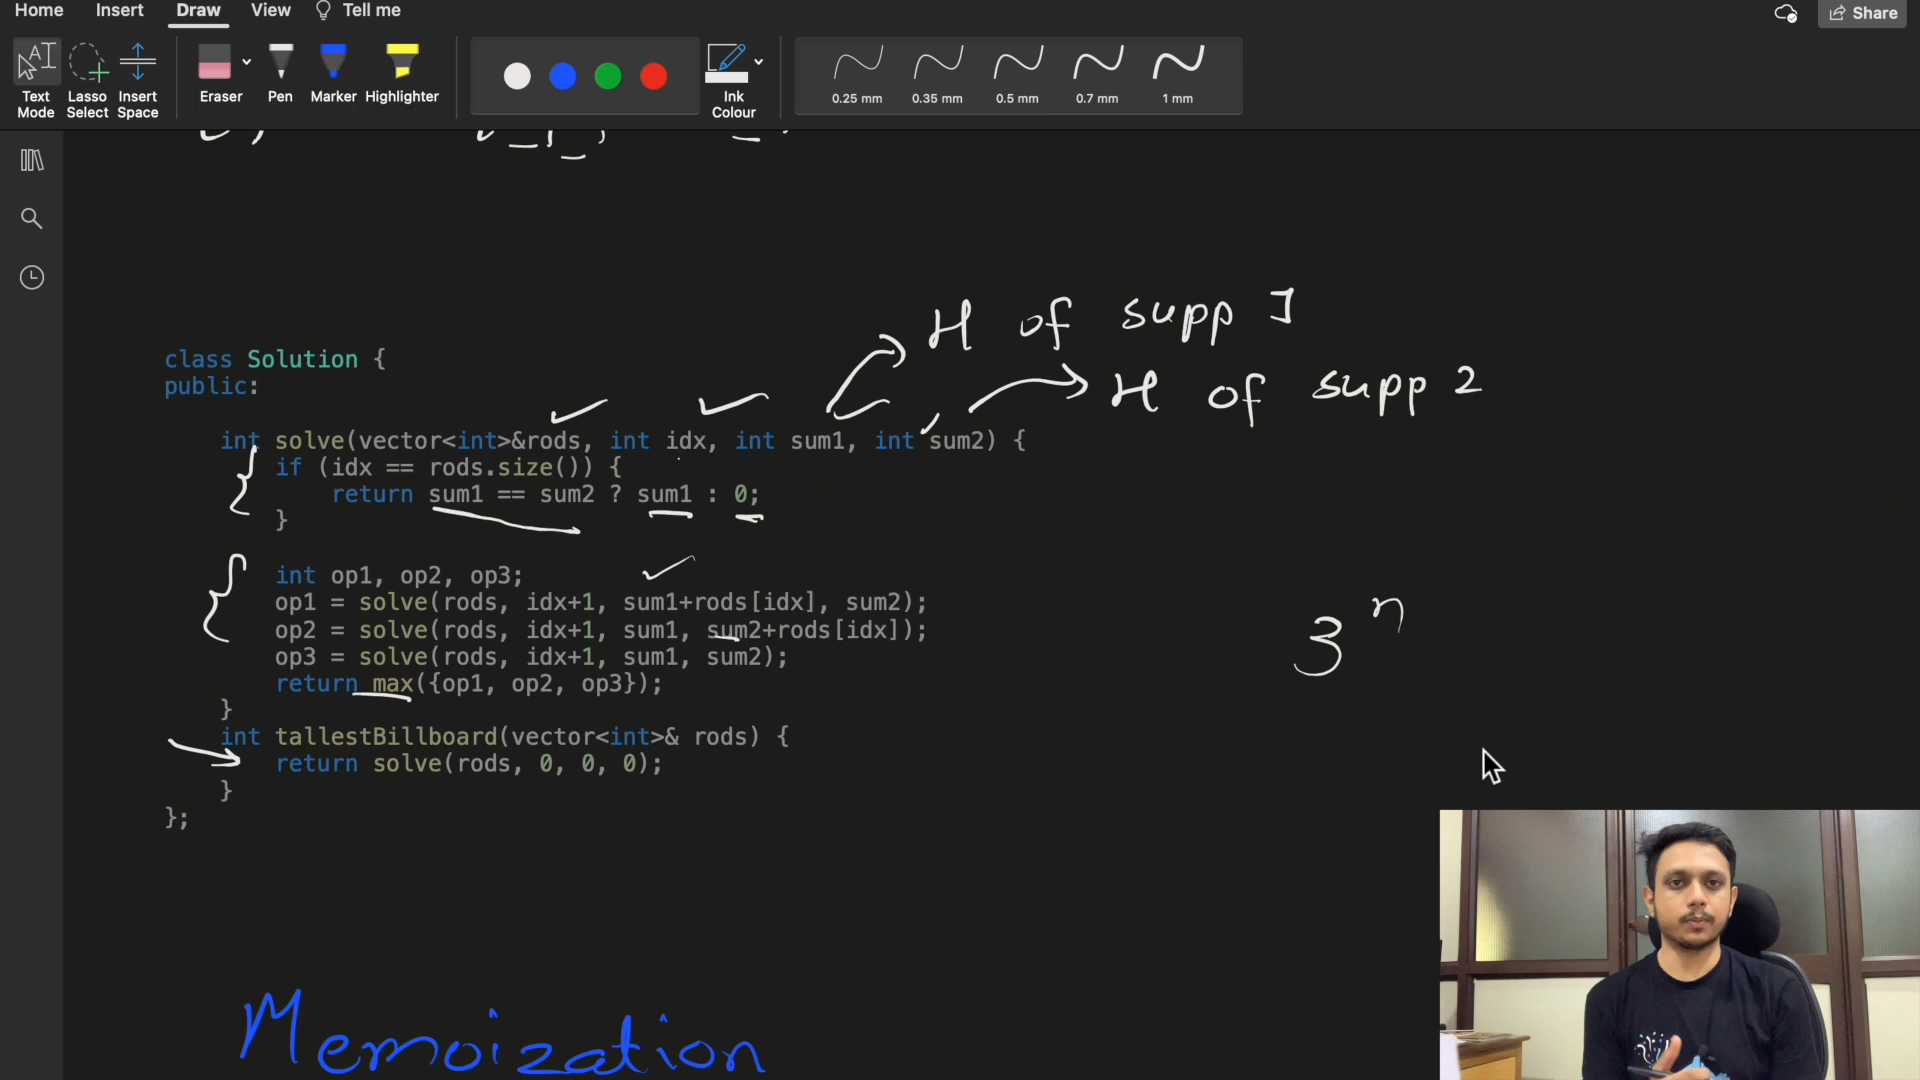 Home Insert Draw View Tell me Share
Text Mode
Lasso Select
Insert Space
Eraser
Pen
Marker
Highlighter
Ink Colour
0.25 mm
0.35 mm
0.5 mm
0.7 mm
1 mm
H of supp 1
H of supp 2
class Solution {
public:
int solve(vector<int>&rods, int idx, int sum1, int sum2) {
if (idx == rods.size()) {
return sum1 == sum2 ? sum1 : 0;
}
int op1, op2, op3;
op1 = solve(rods, idx+1, sum1+rods[idx], sum2);
op2 = solve(rods, idx+1, sum1, sum2+rods[idx]);
op3 = solve(rods, idx+1, sum1, sum2);
return max({op1, op2, op3});
}
int tallestBillboard(vector<int>& rods) {
return solve(rods, 0, 0, 0);
}
};
3^n
Memoization